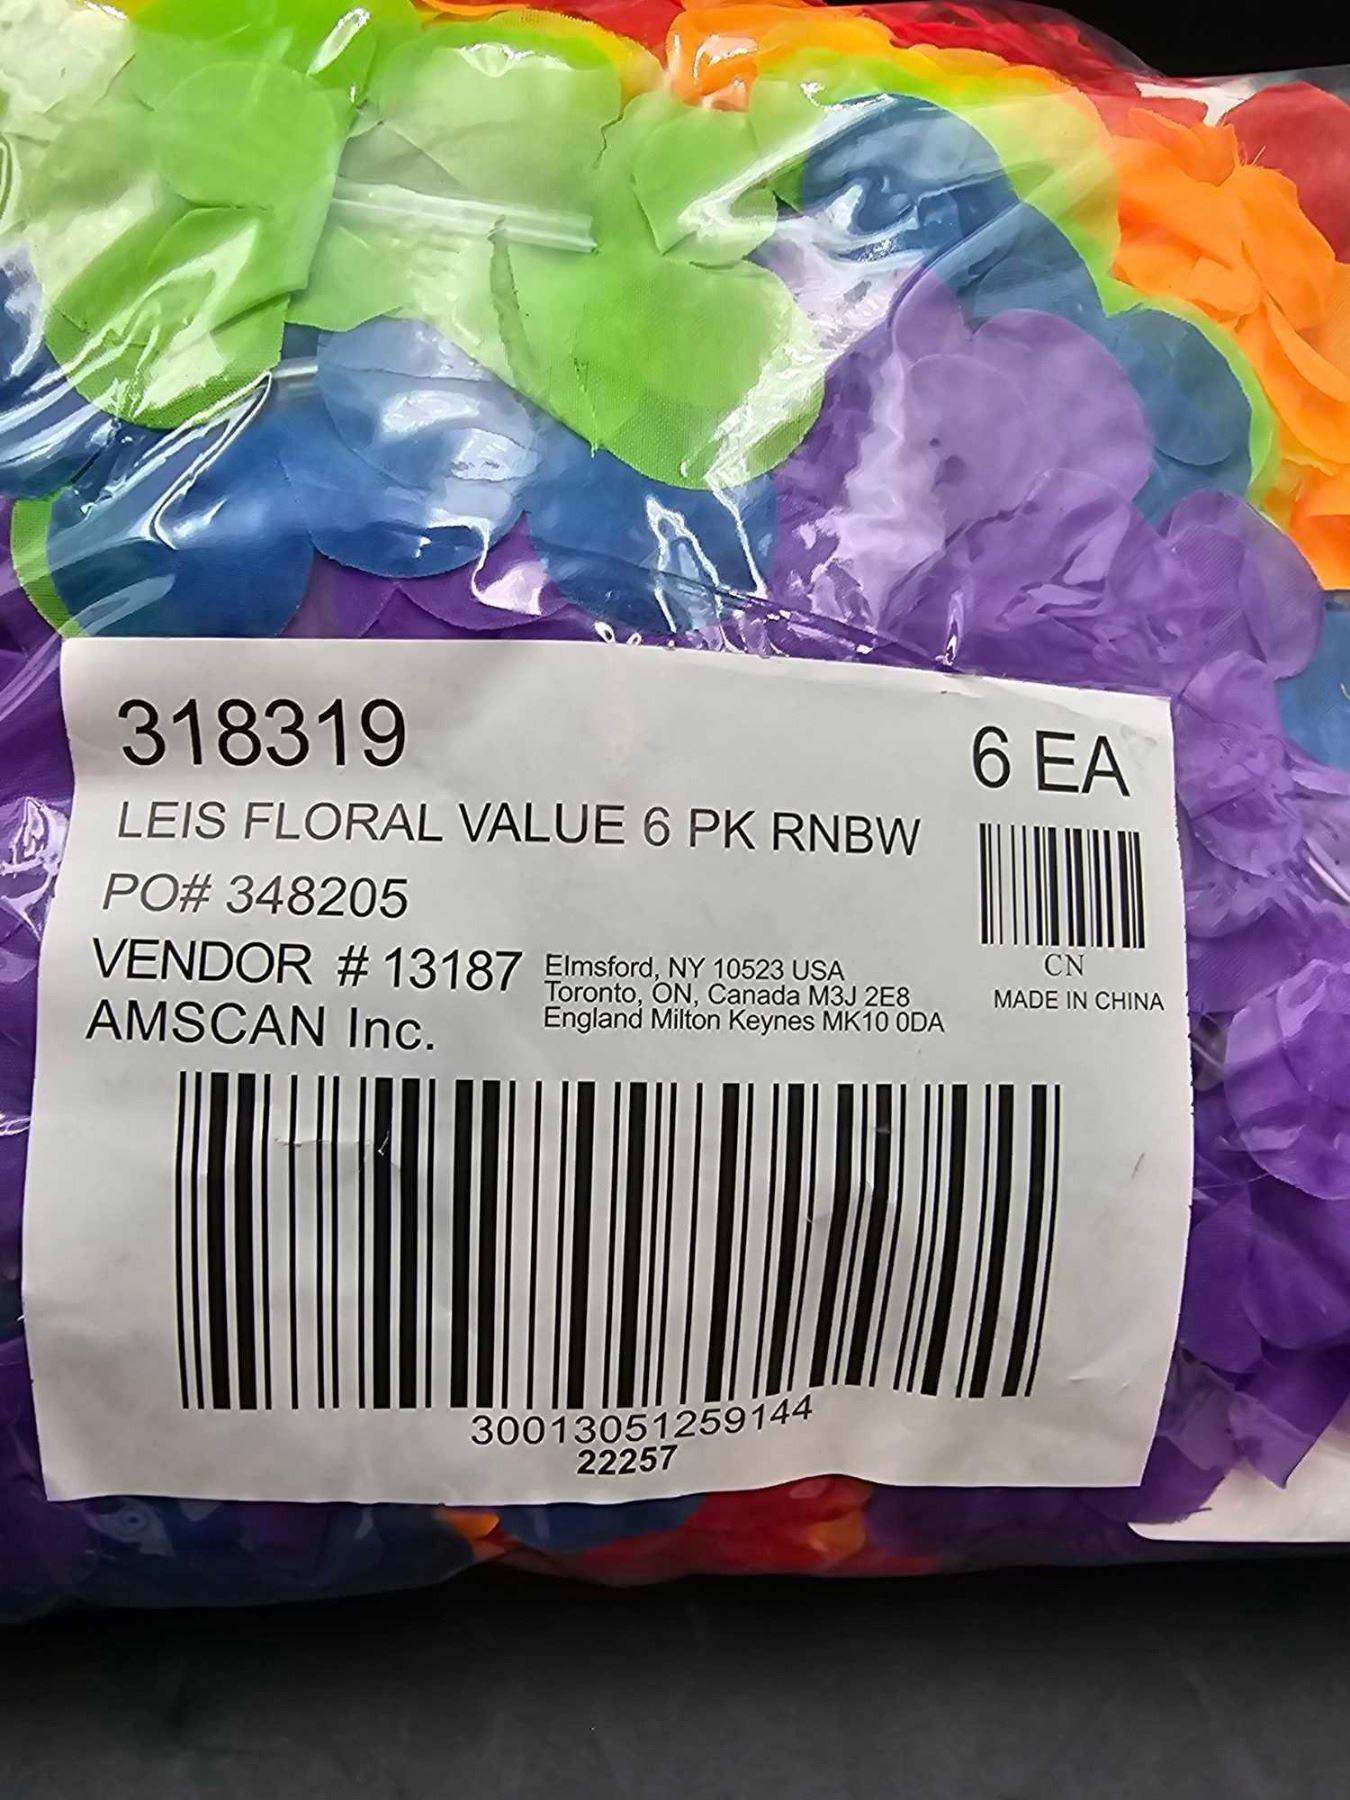 318319
6 EA
LEIS FLORAL VALUE 6 PK RNBW
PO# 348205
VENDOR # 13187
AMSCAN Inc.
Elmsford, NY 10523 USA
Toronto, ON, Canada M3J 2E8
England Milton Keynes MK10 0DA
CN
MADE IN CHINA
30013051259144
22257